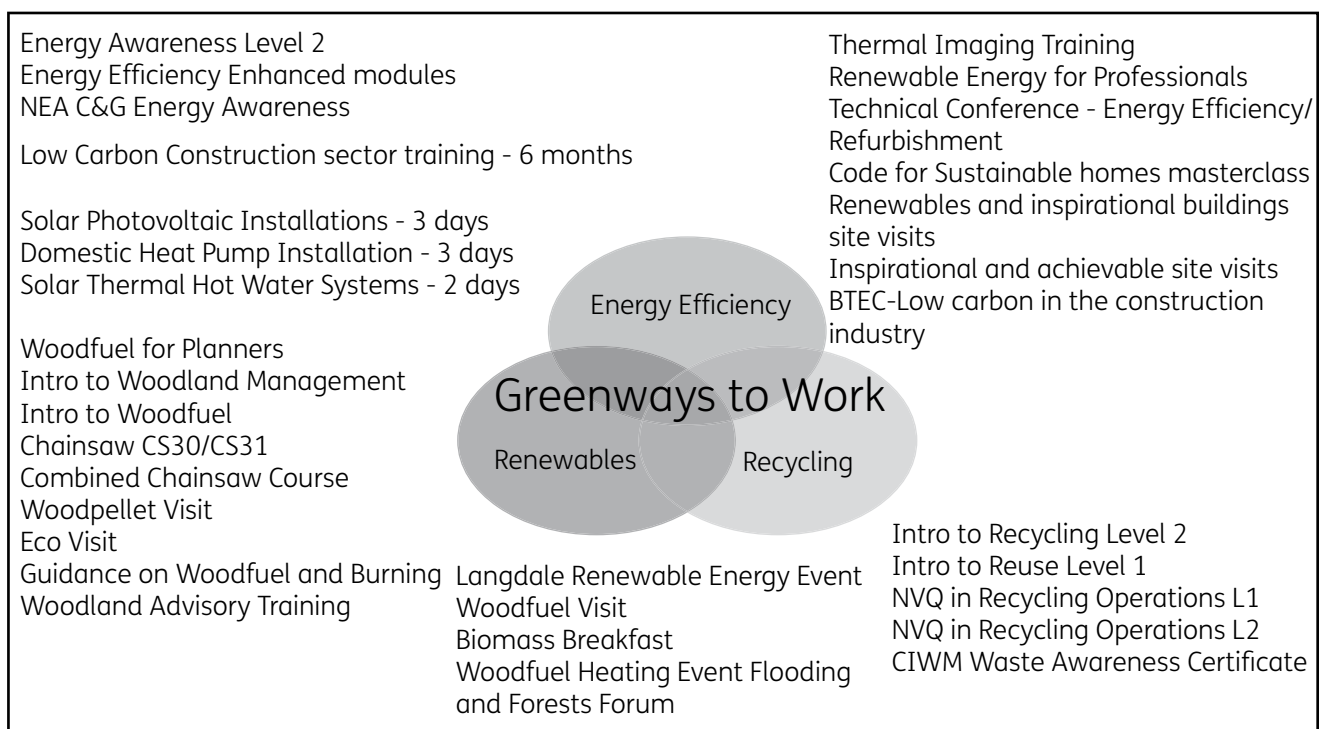 Energy Awareness Level 2
Energy Efficiency Enhanced modules
NEA C&G Energy Awareness
Low Carbon Construction sector training - 6 months
Solar Photovoltaic Installations - 3 days
Domestic Heat Pump Installation - 3 days
Solar Thermal Hot Water Systems - 2 days
Woodfuel for Planners
Intro to Woodland Management
Intro to Woodfuel
Chainsaw CS30/CS31
Combined Chainsaw Course
Woodpellet Visit
Eco Visit
Guidance on Woodfuel and Burning
Woodland Advisory Training
Thermal Imaging Training
Renewable Energy for Professionals
Technical Conference - Energy Efficiency/
Refurbishment
Code for Sustainable homes masterclass
Renewables and inspirational buildings
site visits
Inspirational and achievable site visits
BTEC-Low carbon in the construction
industry
Energy Efficiency
Greenways to Work
Renewables
Recycling
Langdale Renewable Energy Event
Woodfuel Visit
Biomass Breakfast
Woodfuel Heating Event Flooding
and Forests Forum
Intro to Recycling Level 2
Intro to Reuse Level 1
NVQ in Recycling Operations L1
NVQ in Recycling Operations L2
CIWM Waste Awareness Certificate